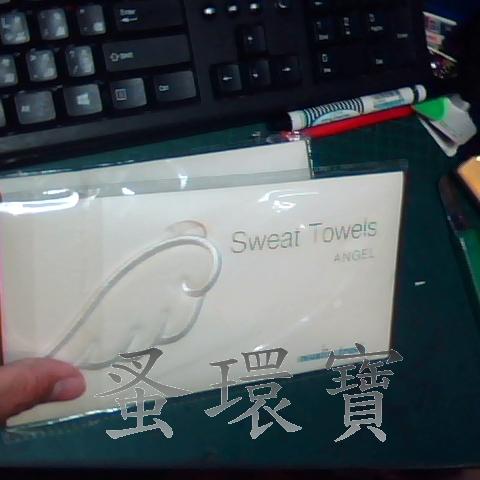 Sweat Towels
ANGEL
蚤環寶